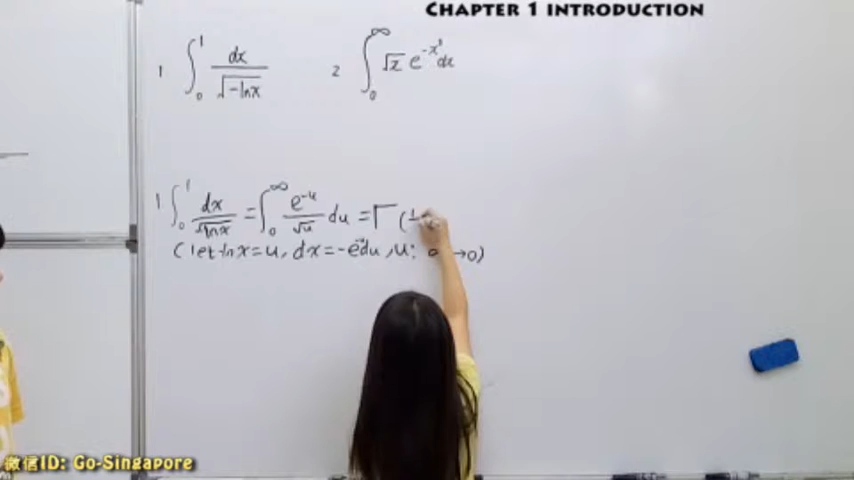 CHAPTER 1 INTRODUCTION
1 ∫₀¹ dx/√(-lnx) 2 ∫₀^∞ √x e^(-x³) dx
1 ∫₀¹ dx/√(-lnx) = ∫₀^∞ e^(-u)/√u du = Γ(1
(let -lnx = u, dx = -e^(-u)du, u: →0)
微信ID: Go-Singapore